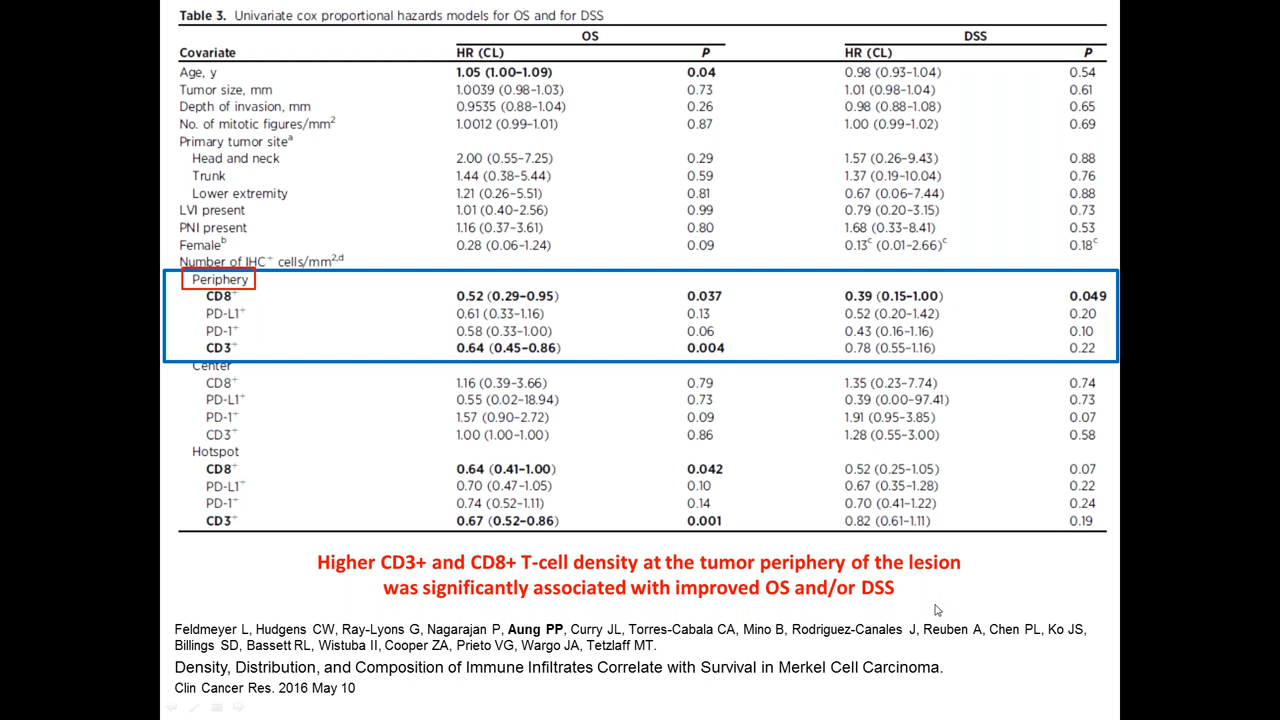 Table 3. Univariate cox proportional hazards models for OS and for DSS
OS DSS
Covariate HR (CL) P HR (CL) P
Age, y 1.05 (1.00–1.09) 0.04 0.98 (0.93–1.04) 0.54
Tumor size, mm 1.0039 (0.98–1.03) 0.73 1.01 (0.98–1.04) 0.61
Depth of invasion, mm 0.9535 (0.88–1.04) 0.26 0.98 (0.88–1.08) 0.65
No. of mitotic figures/mm² 1.0012 (0.99–1.01) 0.87 1.00 (0.99–1.02) 0.69
Primary tumor siteᵃ
Head and neck 2.00 (0.55–7.25) 0.29 1.57 (0.26–9.43) 0.88
Trunk 1.44 (0.38–5.44) 0.59 1.37 (0.19–10.04) 0.76
Lower extremity 1.21 (0.26–5.51) 0.81 0.67 (0.06–7.44) 0.88
LVI present 1.01 (0.40–2.56) 0.99 0.79 (0.20–3.15) 0.73
PNI present 1.16 (0.37–3.61) 0.80 1.68 (0.33–8.41) 0.53
Femaleᵇ 0.28 (0.06–1.24) 0.09 0.13ᶜ (0.01–2.66)ᶜ 0.18ᶜ
Number of IHC⁺ cells/mm²,ᵈ
Periphery
CD8⁺ 0.52 (0.29–0.95) 0.037 0.39 (0.15–1.00) 0.049
PD-L1⁺ 0.61 (0.33–1.16) 0.13 0.52 (0.20–1.42) 0.20
PD-1⁺ 0.58 (0.33–1.00) 0.06 0.43 (0.16–1.16) 0.10
CD3⁺ 0.64 (0.45–0.86) 0.004 0.78 (0.55–1.16) 0.22
Center
CD8⁺ 1.16 (0.39–3.66) 0.79 1.35 (0.23–7.74) 0.74
PD-L1⁺ 0.55 (0.02–18.94) 0.73 0.39 (0.00–97.41) 0.73
PD-1⁺ 1.57 (0.90–2.72) 0.09 1.91 (0.95–3.85) 0.07
CD3⁺ 1.00 (1.00–1.00) 0.86 1.28 (0.55–3.00) 0.58
Hotspot
CD8⁺ 0.64 (0.41–1.00) 0.042 0.52 (0.25–1.05) 0.07
PD-L1⁺ 0.70 (0.47–1.05) 0.10 0.67 (0.35–1.28) 0.22
PD-1⁺ 0.74 (0.52–1.11) 0.14 0.70 (0.41–1.22) 0.24
CD3⁺ 0.67 (0.52–0.86) 0.001 0.82 (0.61–1.11) 0.19
Higher CD3+ and CD8+ T-cell density at the tumor periphery of the lesion
was significantly associated with improved OS and/or DSS
Feldmeyer L, Hudgens CW, Ray-Lyons G, Nagarajan P, Aung PP, Curry JL, Torres-Cabala CA, Mino B, Rodriguez-Canales J, Reuben A, Chen PL, Ko JS,
Billings SD, Bassett RL, Wistuba II, Cooper ZA, Prieto VG, Wargo JA, Tetzlaff MT.
Density, Distribution, and Composition of Immune Infiltrates Correlate with Survival in Merkel Cell Carcinoma.
Clin Cancer Res. 2016 May 10